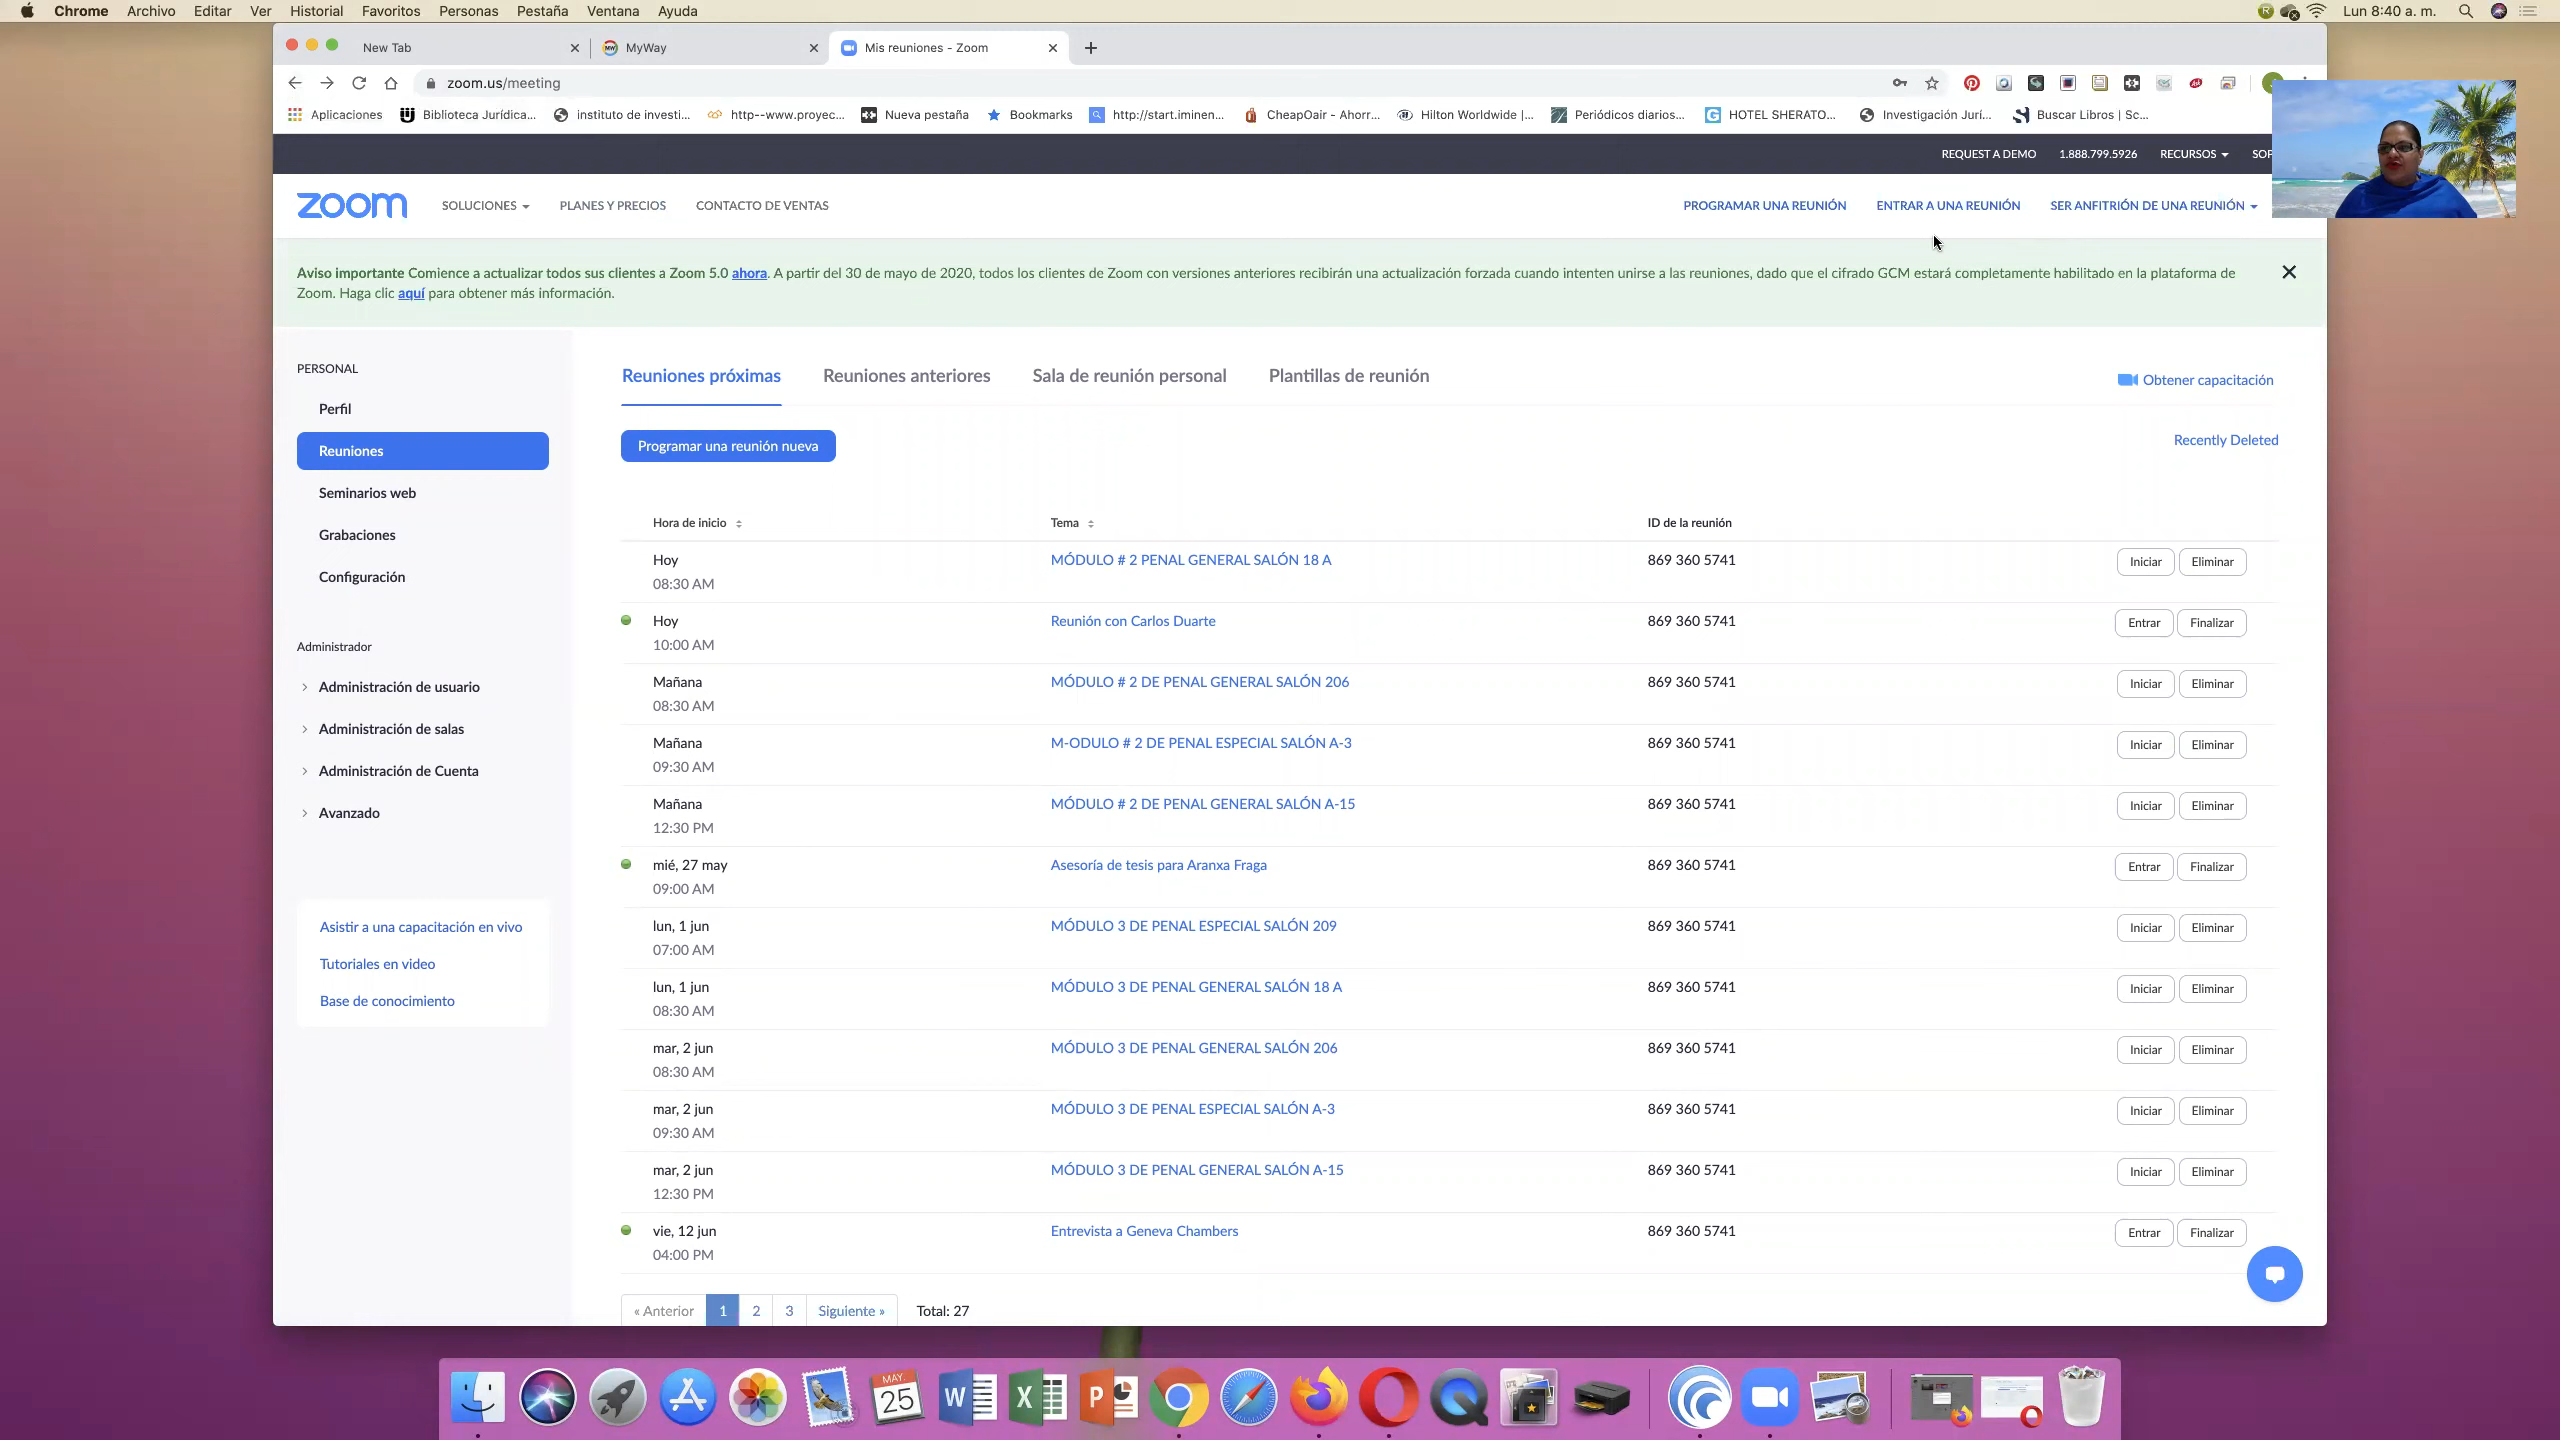 Chrome Archivo Editar Ver Historial Favoritos Personas Pestaña Ventana Ayuda Lun 8:40 a. m.
New Tab MyWay Mis reuniones - Zoom
zoom.us/meeting
Aplicaciones Biblioteca Jurídica... instituto de investi... http--www.proyec... Nueva pestaña Bookmarks http://start.iminen... CheapOair - Ahorr... Hilton Worldwide |... Periódicos diarios... HOTEL SHERATO... Investigación Jurí... Buscar Libros | Sc...
REQUEST A DEMO 1.888.799.5926 RECURSOS SOP
zoom SOLUCIONES PLANES Y PRECIOS CONTACTO DE VENTAS PROGRAMAR UNA REUNIÓN ENTRAR A UNA REUNIÓN SER ANFITRIÓN DE UNA REUNIÓN
Aviso importante Comience a actualizar todos sus clientes a Zoom 5.0 ahora. A partir del 30 de mayo de 2020, todos los clientes de Zoom con versiones anteriores recibirán una actualización forzada cuando intenten unirse a las reuniones, dado que el cifrado GCM estará completamente habilitado en la plataforma de
Zoom. Haga clic aquí para obtener más información.
PERSONAL
Perfil
Reuniones
Seminarios web
Grabaciones
Configuración
Administrador
Administración de usuario
Administración de salas
Administración de Cuenta
Avanzado
Asistir a una capacitación en vivo
Tutoriales en video
Base de conocimiento
Reuniones próximas Reuniones anteriores Sala de reunión personal Plantillas de reunión Obtener capacitación
Programar una reunión nueva Recently Deleted
Hora de inicio Tema ID de la reunión
Hoy MÓDULO # 2 PENAL GENERAL SALÓN 18 A 869 360 5741 Iniciar Eliminar
08:30 AM
Hoy Reunión con Carlos Duarte 869 360 5741 Entrar Finalizar
10:00 AM
Mañana MÓDULO # 2 DE PENAL GENERAL SALÓN 206 869 360 5741 Iniciar Eliminar
08:30 AM
Mañana M-ODULO # 2 DE PENAL ESPECIAL SALÓN A-3 869 360 5741 Iniciar Eliminar
09:30 AM
Mañana MÓDULO # 2 DE PENAL GENERAL SALÓN A-15 869 360 5741 Iniciar Eliminar
12:30 PM
mié, 27 may Asesoría de tesis para Aranxa Fraga 869 360 5741 Entrar Finalizar
09:00 AM
lun, 1 jun MÓDULO 3 DE PENAL ESPECIAL SALÓN 209 869 360 5741 Iniciar Eliminar
07:00 AM
lun, 1 jun MÓDULO 3 DE PENAL GENERAL SALÓN 18 A 869 360 5741 Iniciar Eliminar
08:30 AM
mar, 2 jun MÓDULO 3 DE PENAL GENERAL SALÓN 206 869 360 5741 Iniciar Eliminar
08:30 AM
mar, 2 jun MÓDULO 3 DE PENAL ESPECIAL SALÓN A-3 869 360 5741 Iniciar Eliminar
09:30 AM
mar, 2 jun MÓDULO 3 DE PENAL GENERAL SALÓN A-15 869 360 5741 Iniciar Eliminar
12:30 PM
vie, 12 jun Entrevista a Geneva Chambers 869 360 5741 Entrar Finalizar
04:00 PM
« Anterior 1 2 3 Siguiente » Total: 27
MAY.
25